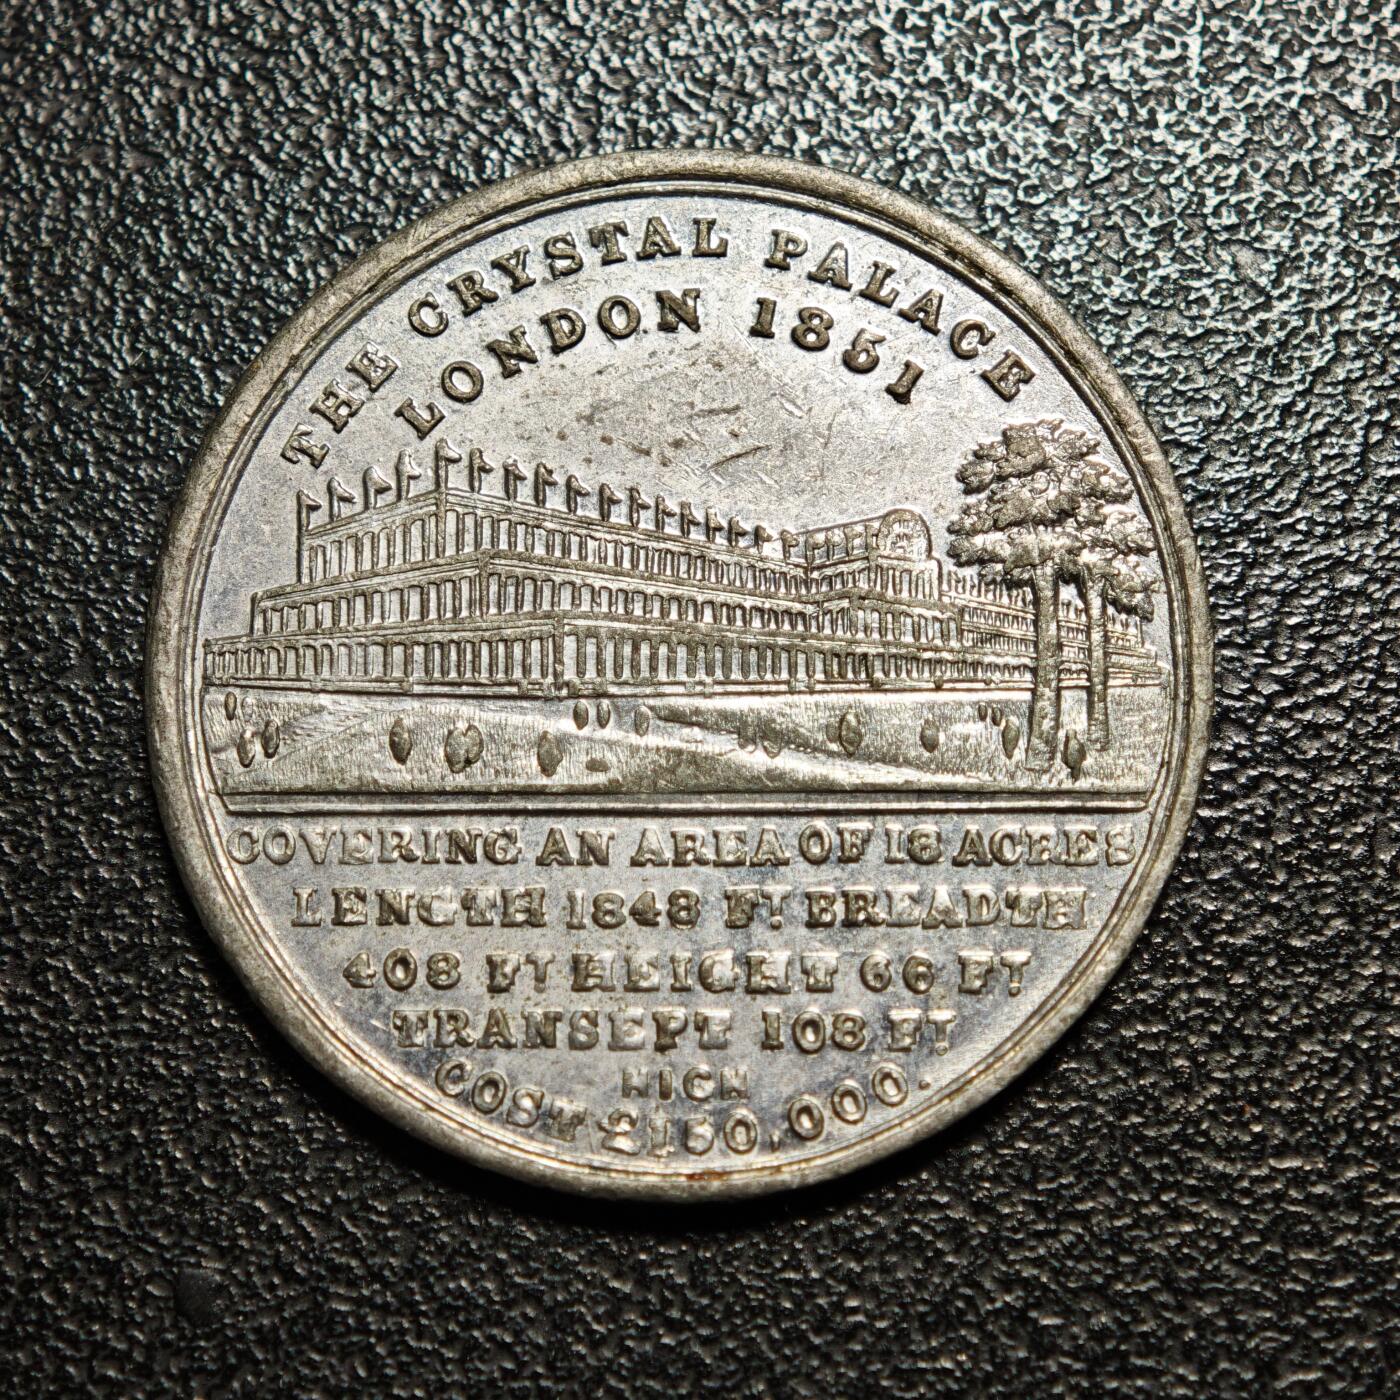 THE CRYSTAL PALACE
LONDON 1851
COVERING AN AREA OF 18 ACRES
LENGTH 1848 FT BREADTH
408 FT HEIGHT 66 FT
TRANSEPT 108 FT
HIGH
COST £150,000.